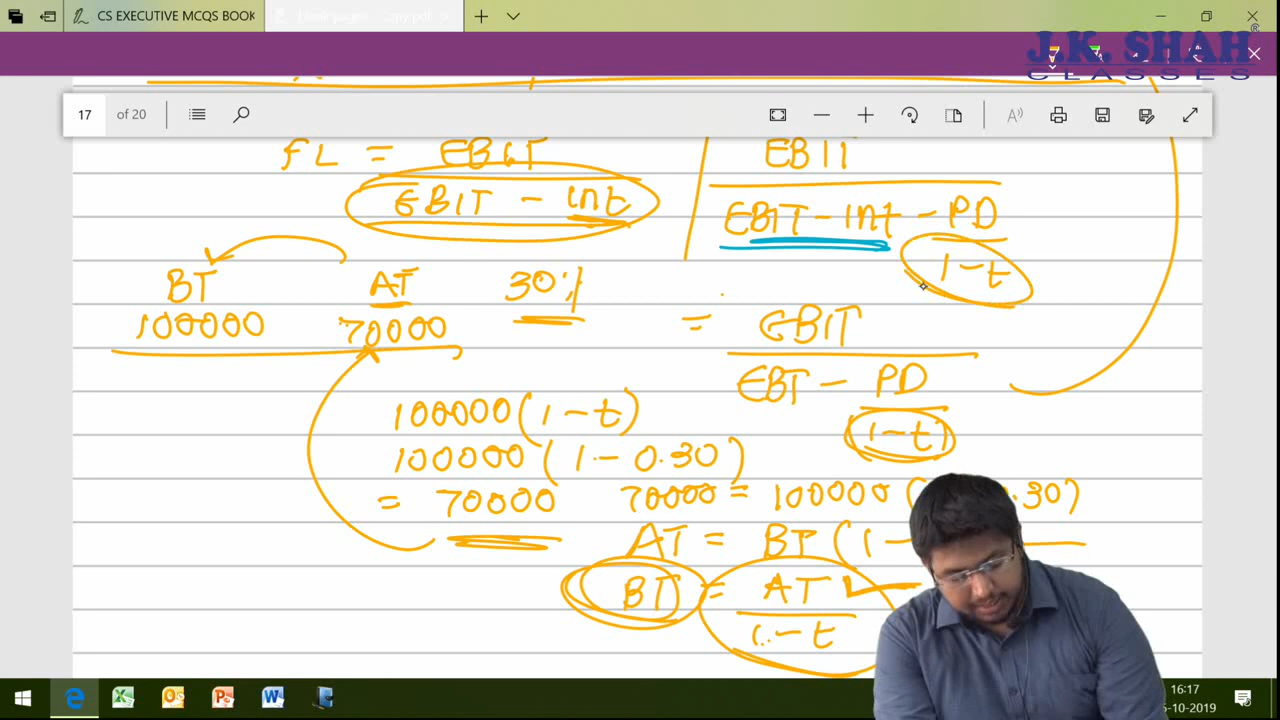 CS EXECUTIVE MCQS BOOK
J.K. SHAH®
CLASSES
17 of 20
FL = EBIT
EBIT - Int
EBIT
EBIT - Int - PD
1-t
BT AT 30%
100000 70000
= EBIT
EBT - PD
1-t
100000 (1-t)
100000 (1-0.30)
= 70000
70000 = 100000 ( .30)
AT = BT (1-
BT = AT
1-t
16:17
-10-2019